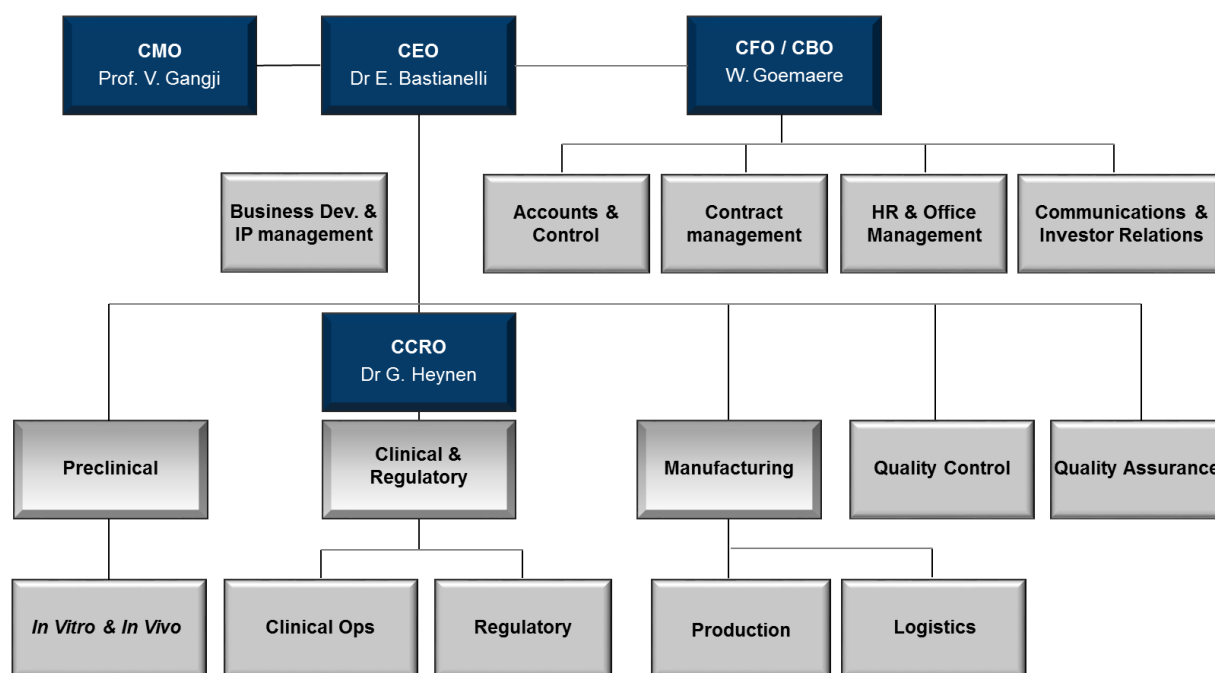 CMO
Prof. V. Gangji
CEO
Dr E. Bastianelli
CFO / CBO
W. Goemaere
Business Dev. &
IP management
Accounts &
Control
Contract
management
HR & Office
Management
Communications &
Investor Relations
CCRO
Dr G. Heynen
Preclinical
Clinical &
Regulatory
Manufacturing
Quality Control
Quality Assurance
In Vitro & In Vivo
Clinical Ops
Regulatory
Production
Logistics